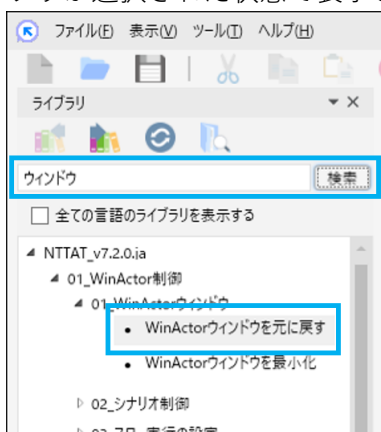 ファイル(F) 表示(V) ツール(T) ヘルプ(H)
ライブラリ
ウィンドウ 検索
全ての言語のライブラリを表示する
NTTAT_v7.2.0.ja
01_WinActor制御
01_WinActorウィンドウ
WinActorウィンドウを元に戻す
WinActorウィンドウを最小化
02_シナリオ制御